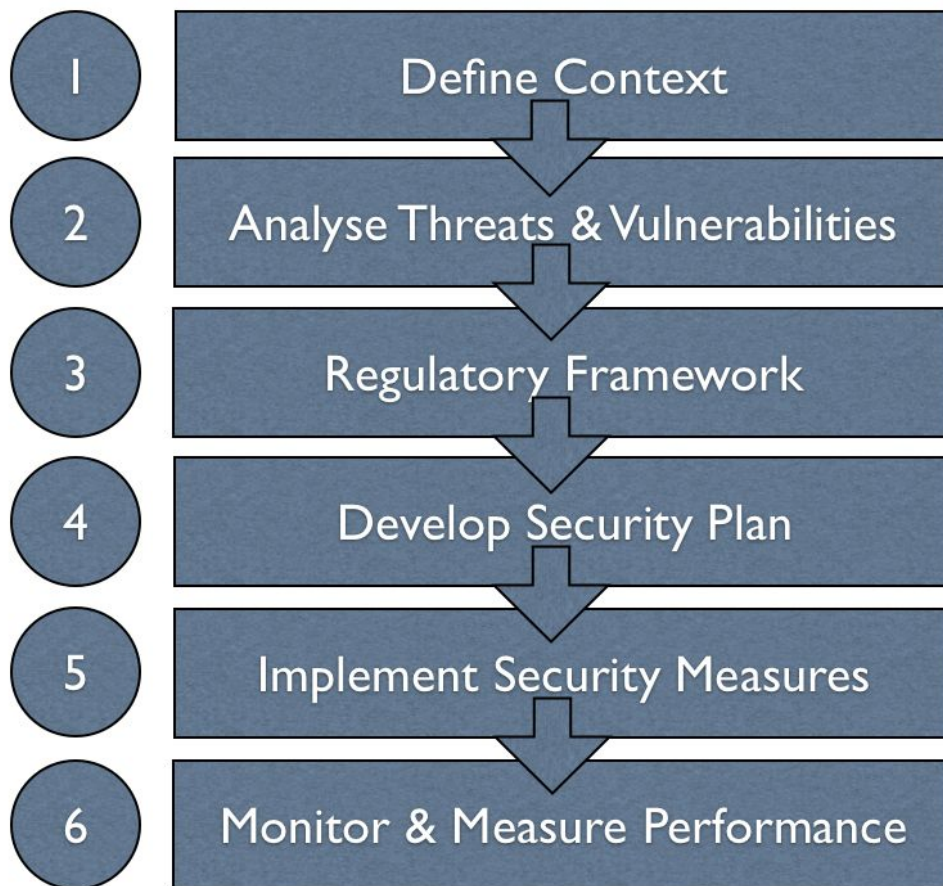 1
Define Context
2
Analyse Threats & Vulnerabilities
3
Regulatory Framework
4
Develop Security Plan
5
Implement Security Measures
6
Monitor & Measure Performance